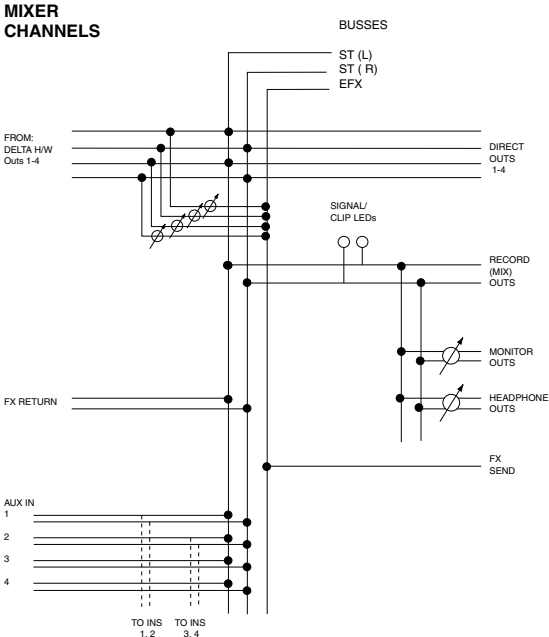 MIXER
CHANNELS
BUSSES
ST (L)
ST ( R)
EFX
FROM:
DELTA H/W
Outs 1-4
DIRECT
OUTS
1-4
SIGNAL/
CLIP LEDs
RECORD
(MIX)
OUTS
MONITOR
OUTS
FX RETURN
HEADPHONE
OUTS
FX
SEND
AUX IN
1
2
3
4
TO INS
1. 2
TO INS
3. 4